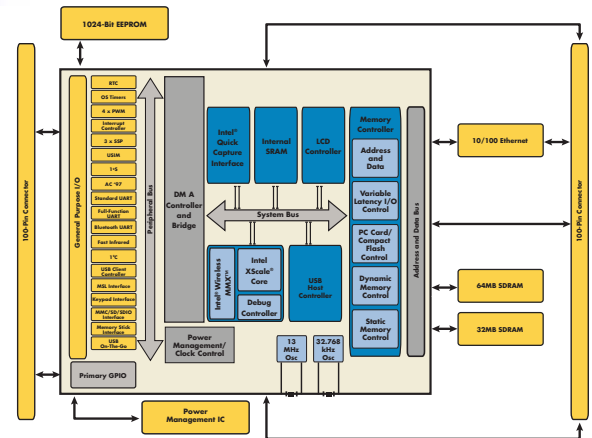 1024-Bit EEPROM
100-Pin Connector
General Purpose I/O
RTC
OS Timers
4 x PWM
Interrupt
Controller
3 x SSP
USIM
I²S
AC '97
Standard UART
Full-Function
UART
Bluetooth UART
Fast Infrared
I²C
USB Client
Controller
MSL Interface
Keypad Interface
MMC/SD/SDIO
Interface
Memory Stick
Interface
USB
On-The-Go
Primary GPIO
Peripheral Bus
DM A
Controller
and
Bridge
Power
Management/
Clock Control
Intel®
Quick
Capture
Interface
Internal
SRAM
LCD
Controller
System Bus
Intel® Wireless
MMX™
Intel
XScale®
Core
Debug
Controller
USB
Host
Controller
13
MHz
Osc
32.768
kHz
Osc
Memory
Controller
Address
and
Data
Variable
Latency I/O
Control
PC Card/
Compact
Flash
Control
Dynamic
Memory
Control
Static
Memory
Control
Address and Data Bus
10/100 Ethernet
64MB SDRAM
32MB SDRAM
100-Pin Connector
Power
Management IC